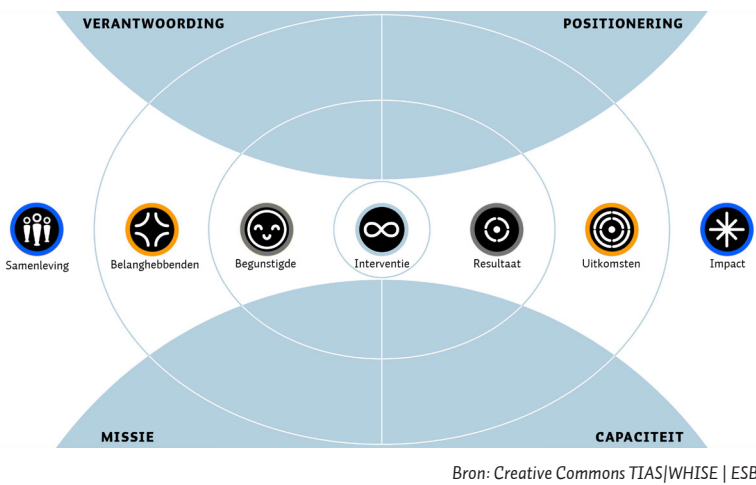 VERANTWOORDING
POSITIONERING
Samenleving
Belanghebbenden
Begunstigde
Interventie
Resultaat
Uitkomsten
Impact
MISSIE
CAPACITEIT
Bron: Creative Commons TIAS|WHISE | ESB